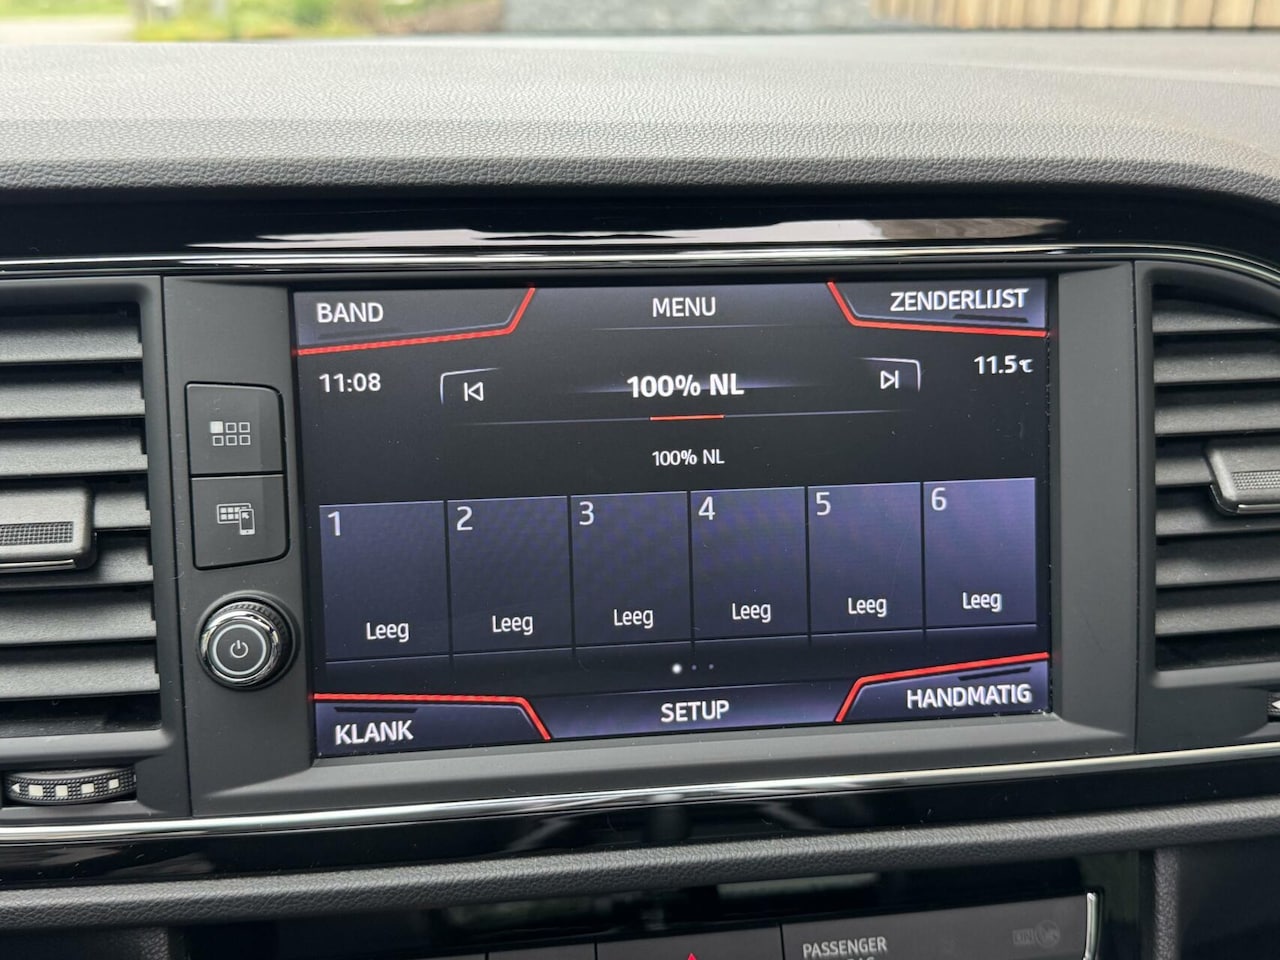 BAND
MENU
ZENDERLIJST
11:08
100% NL
11.5℃
100% NL
1
2
3
4
5
6
Leeg
Leeg
Leeg
Leeg
Leeg
Leeg
KLANK
SETUP
HANDMATIG
PASSENGER